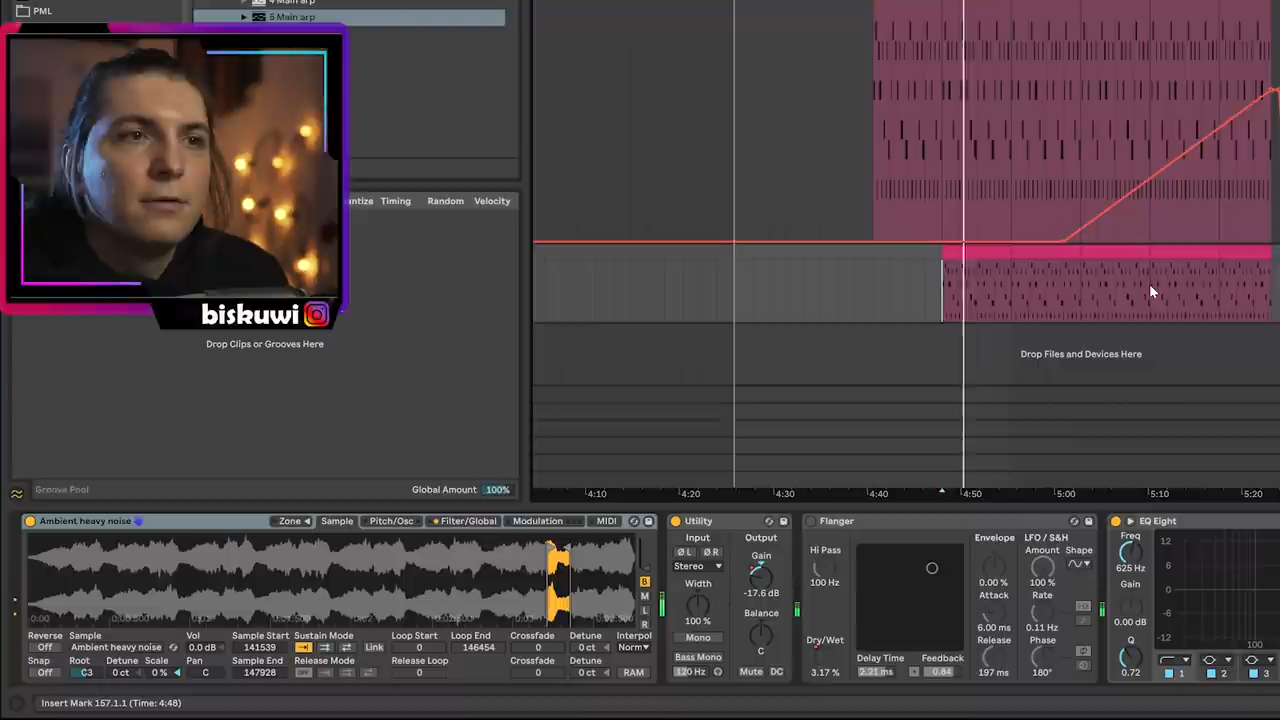 PML
5 Main arp
Timing Random Velocity
biskuwi
Drop Clips or Grooves Here
Drop Files and Devices Here
Groove Pool
Global Amount 100%
4:10 4:20 4:30 4:40 4:50 5:00 5:10 5:20
Ambient heavy noise Zone Sample Pitch/Osc Filter/Global Modulation MIDI
Reverse Sample Vol Sample Start Sustain Mode Loop Start Loop End Crossfade Detune Interpol
Off Ambient heavy noise 0.0 dB 141539 Link 0 146454 0 0 ct Norm
Snap Root Detune Scale Pan Sample End Release Mode Release Loop Crossfade Detune
Off C3 0 ct 0 % C 147928 0 0 0 ct RAM
B
M
L
R
Utility
Input Output
Ø L Ø R
Stereo
Gain
-17.6 dB
Width
100 %
Balance
C
Mono
Bass Mono
120 Hz
Mute DC
Flanger
Hi Pass
100 Hz
Dry/Wet
3.17 %
Delay Time Feedback
2.21 ms 0.84
Envelope
0.00 %
Attack
6.00 ms
Release
197 ms
LFO / S&H
Amount Shape
100 %
Rate
0.11 Hz
Phase
180°
EQ Eight
Freq
625 Hz
Gain
0.00 dB
Q
0.72
12
6
0
-6
-12
100
1 2 3
Insert Mark 157.1.1 (Time: 4:48)